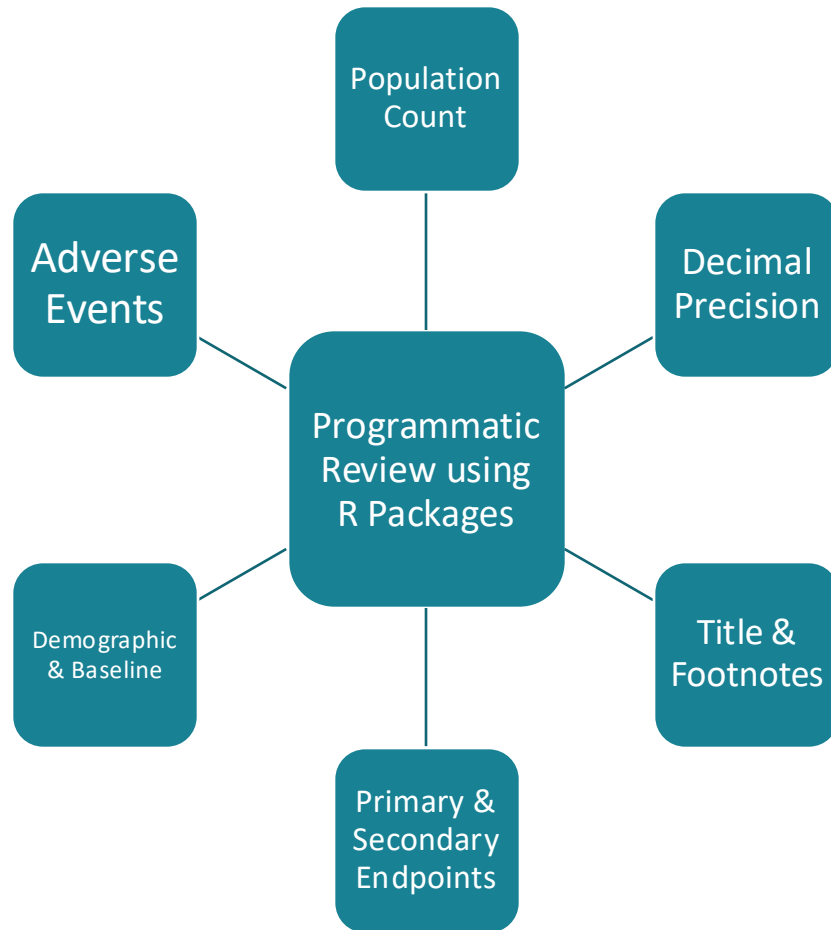 Population
Count
Adverse
Events
Decimal
Precision
Programmatic
Review using
R Packages
Demographic
& Baseline
Title &
Footnotes
Primary &
Secondary
Endpoints